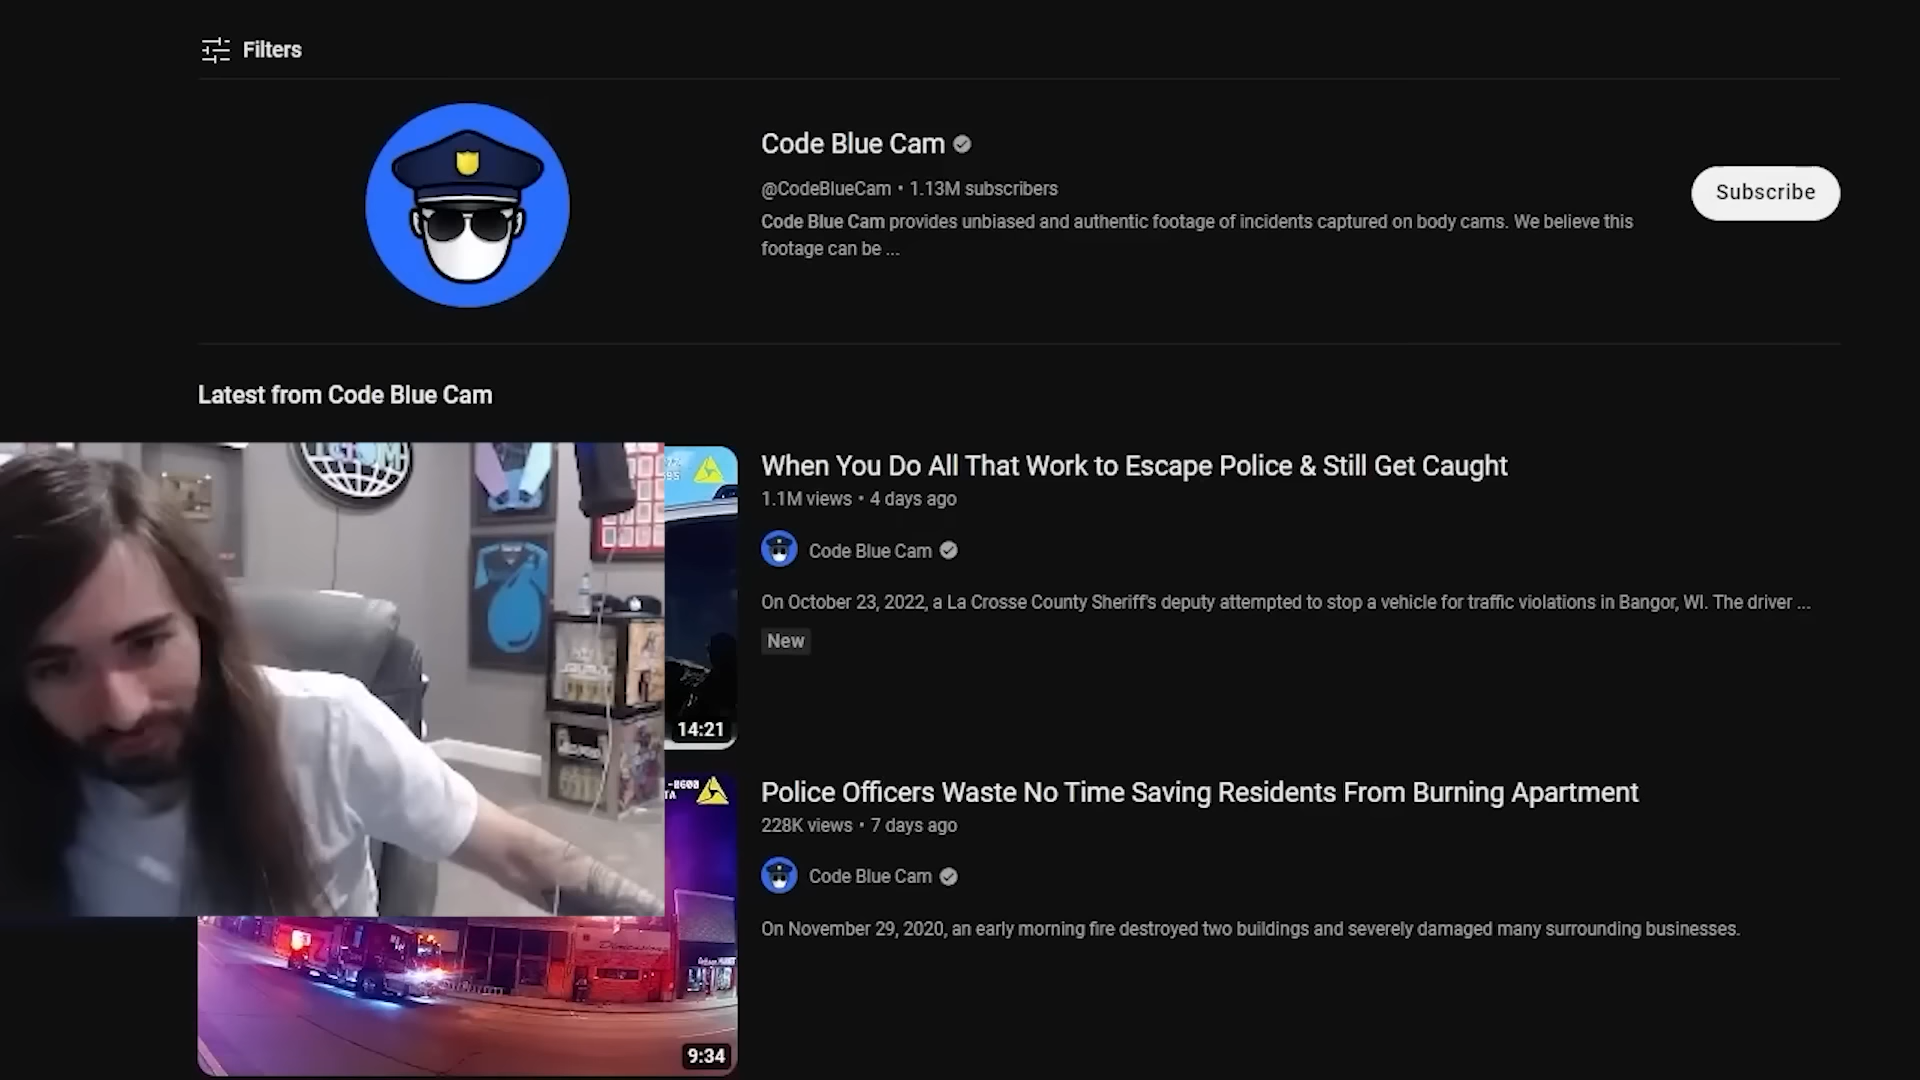 Filters
Code Blue Cam
@CodeBlueCam • 1.13M subscribers
Code Blue Cam provides unbiased and authentic footage of incidents captured on body cams. We believe this
footage can be ...
Subscribe
Latest from Code Blue Cam
When You Do All That Work to Escape Police & Still Get Caught
1.1M views • 4 days ago
Code Blue Cam
On October 23, 2022, a La Crosse County Sheriff's deputy attempted to stop a vehicle for traffic violations in Bangor, WI. The driver ...
New
14:21
Police Officers Waste No Time Saving Residents From Burning Apartment
228K views • 7 days ago
Code Blue Cam
On November 29, 2020, an early morning fire destroyed two buildings and severely damaged many surrounding businesses.
9:34